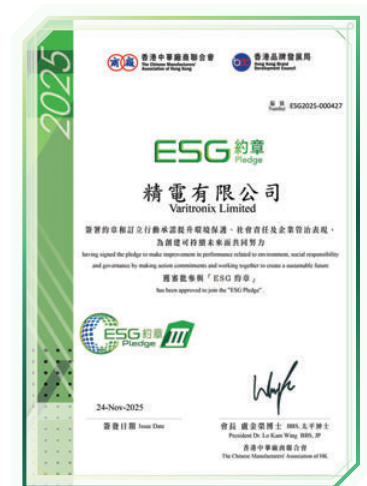 2025
香港中華廠商聯合會
The Chinese Manufacturers'
Association of Hong Kong
香港品牌發展局
Hong Kong Brand
Development Council
編號
Number
ESG2025-000427
ESG 約章
Pledge
精電有限公司
Varitronix Limited
簽署約章和訂立行動承諾提升環境保護、社會責任及企業管治表現，
為創建可持續未來而共同努力
having signed the pledge to make improvement in performance related to environment, social responsibility
and governance by making action commitments and working together to create a sustainable future
獲審批參與「ESG 約章」
has been approved to join the "ESG Pledge".
ESG 約章
Pledge
24-Nov-2025
簽發日期 Issue Date
會長 盧金榮博士 BBS,太平紳士
President Dr. Lo Kam Wing, BBS, JP
香港中華廠商聯合會
The Chinese Manufacturers' Association of HK